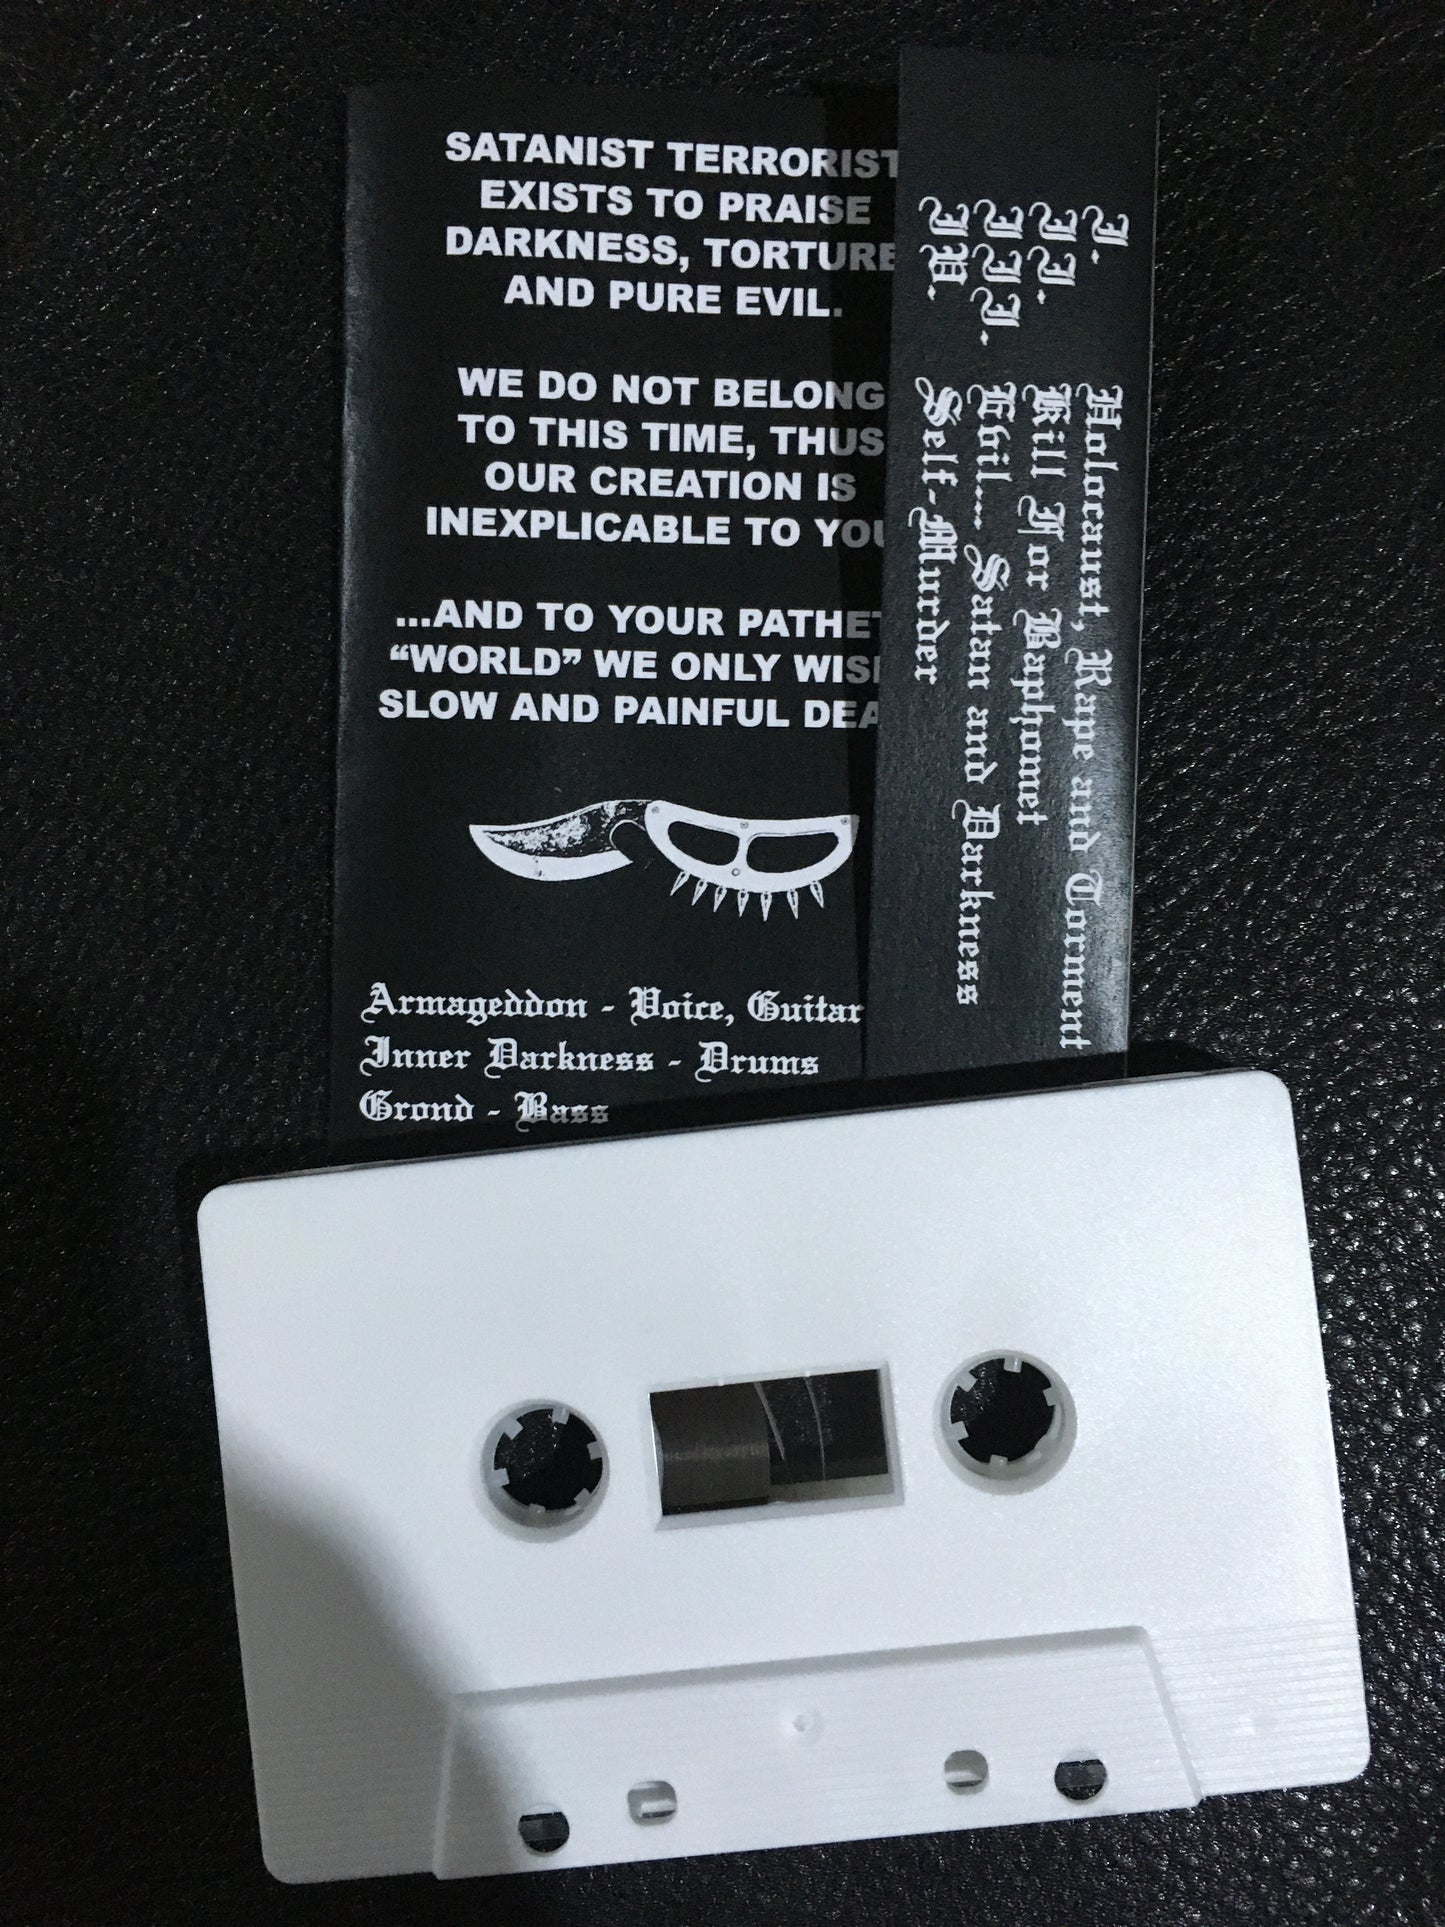 SATANIST TERRORIST
EXISTS TO PRAISE
DARKNESS, TORTURE
AND PURE EVIL.
WE DO NOT BELONG
TO THIS TIME, THUS
OUR CREATION IS
INEXPLICABLE TO YOU
...AND TO YOUR PATHET
“WORLD” WE ONLY WISH
SLOW AND PAINFUL DEA
Armageddon - Voice, Guitar
Inner Darkness - Drums
Grond - Bass
I. Holocaust, Rape and Torment
II. Kill For Baphomet
III. Evil.... Satan and Darkness
IV. Self-Murder